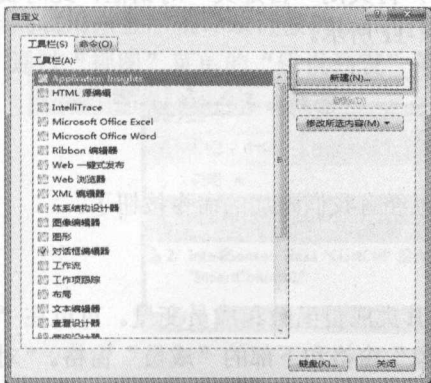 自定义
工具栏(S)
命令(O)
工具栏(A):
Application Insights
HTML 源编辑
IntelliTrace
Microsoft Office Excel
Microsoft Office Word
Ribbon 编辑器
Web 一键式发布
Web 浏览器
XML 编辑器
体系结构设计器
图像编辑器
图形
对话框编辑器
工作流
工作项跟踪
布局
文本编辑器
查看设计器
新建(N)...
修改所选内容(M)
键盘(K)...
关闭